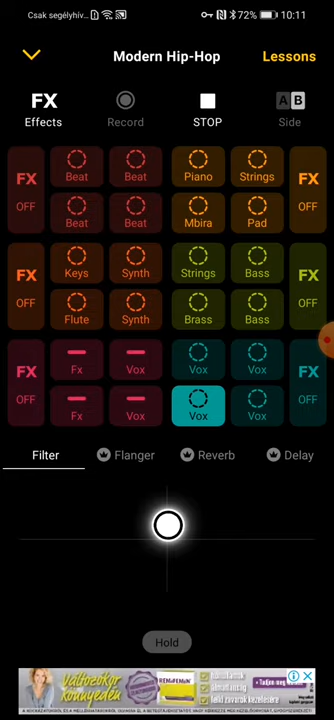 Csak segélyhív... 72% 10:11
Modern Hip-Hop Lessons
FX A B
Effects Record STOP Side
FX Beat Beat Piano Strings FX
OFF Beat Beat Mbira Pad OFF
FX Keys Synth Strings Bass FX
OFF Flute Synth Brass Bass OFF
FX Fx Vox Vox Vox FX
OFF Fx Vox Vox Vox OFF
Filter Flanger Reverb Delay
Hold
Változókor
könnyedén